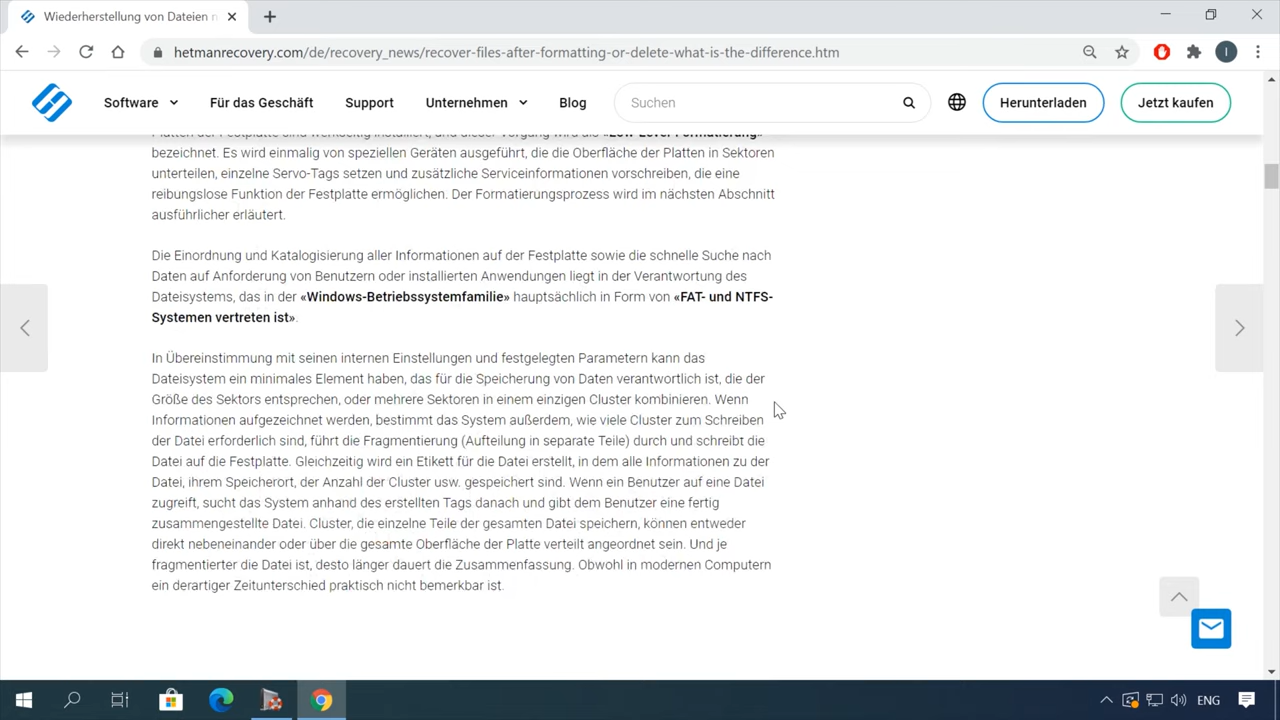 Wiederherstellung von Dateien n
hetmanrecovery.com/de/recovery_news/recover-files-after-formatting-or-delete-what-is-the-difference.htm
I
Software
Für das Geschäft
Support
Unternehmen
Blog
Suchen
Herunterladen
Jetzt kaufen
Platten der Festplatte sind werkseitig installiert, und dieser Vorgang wird als «Low-Level-Formatierung»
bezeichnet. Es wird einmalig von speziellen Geräten ausgeführt, die die Oberfläche der Platten in Sektoren
unterteilen, einzelne Servo-Tags setzen und zusätzliche Serviceinformationen vorschreiben, die eine
reibungslose Funktion der Festplatte ermöglichen. Der Formatierungsprozess wird im nächsten Abschnitt
ausführlicher erläutert.
Die Einordnung und Katalogisierung aller Informationen auf der Festplatte sowie die schnelle Suche nach
Daten auf Anforderung von Benutzern oder installierten Anwendungen liegt in der Verantwortung des
Dateisystems, das in der «Windows-Betriebssystemfamilie» hauptsächlich in Form von «FAT- und NTFS-
Systemen vertreten ist».
In Übereinstimmung mit seinen internen Einstellungen und festgelegten Parametern kann das
Dateisystem ein minimales Element haben, das für die Speicherung von Daten verantwortlich ist, die der
Größe des Sektors entsprechen, oder mehrere Sektoren in einem einzigen Cluster kombinieren. Wenn
Informationen aufgezeichnet werden, bestimmt das System außerdem, wie viele Cluster zum Schreiben
der Datei erforderlich sind, führt die Fragmentierung (Aufteilung in separate Teile) durch und schreibt die
Datei auf die Festplatte. Gleichzeitig wird ein Etikett für die Datei erstellt, in dem alle Informationen zu der
Datei, ihrem Speicherort, der Anzahl der Cluster usw. gespeichert sind. Wenn ein Benutzer auf eine Datei
zugreift, sucht das System anhand des erstellten Tags danach und gibt dem Benutzer eine fertig
zusammengestellte Datei. Cluster, die einzelne Teile der gesamten Datei speichern, können entweder
direkt nebeneinander oder über die gesamte Oberfläche der Platte verteilt angeordnet sein. Und je
fragmentierter die Datei ist, desto länger dauert die Zusammenfassung. Obwohl in modernen Computern
ein derartiger Zeitunterschied praktisch nicht bemerkbar ist.
ENG